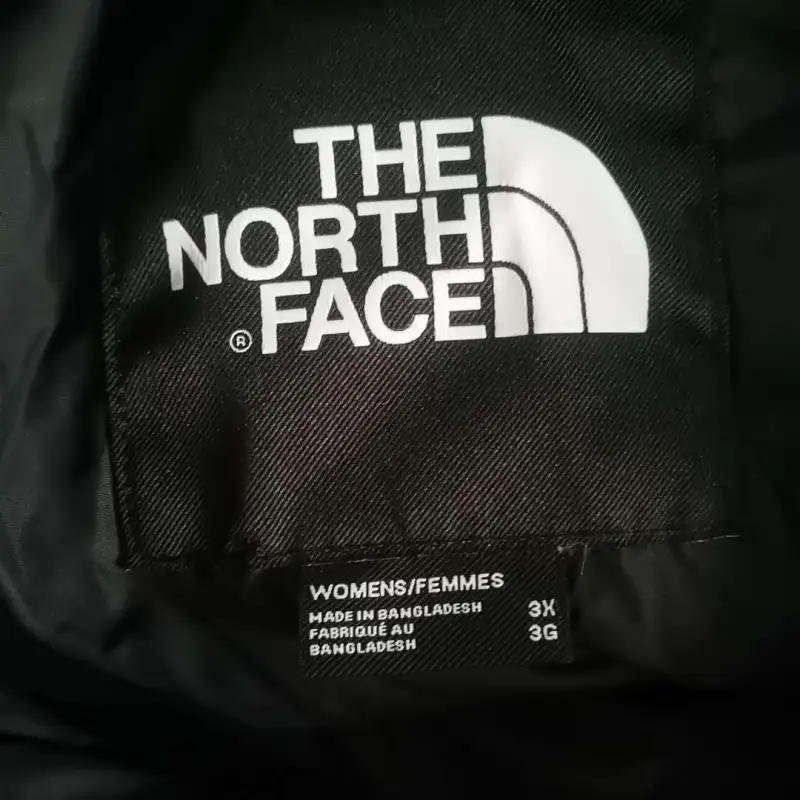 THE
NORTH
FACE
®
WOMENS/FEMMES
MADE IN BANGLADESH 3X
FABRIQUÉ AU 3G
BANGLADESH